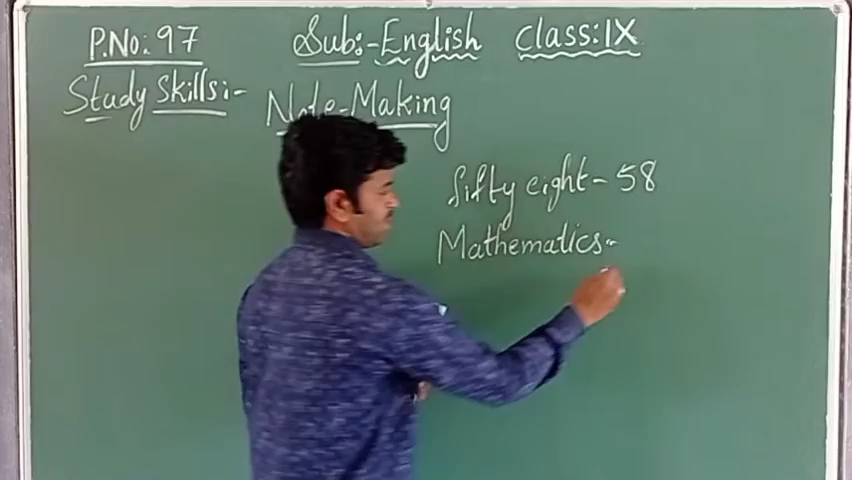 P.No: 97 Sub:- English class: IX
Study Skills:- Note-Making
fifty eight - 58
Mathematics -